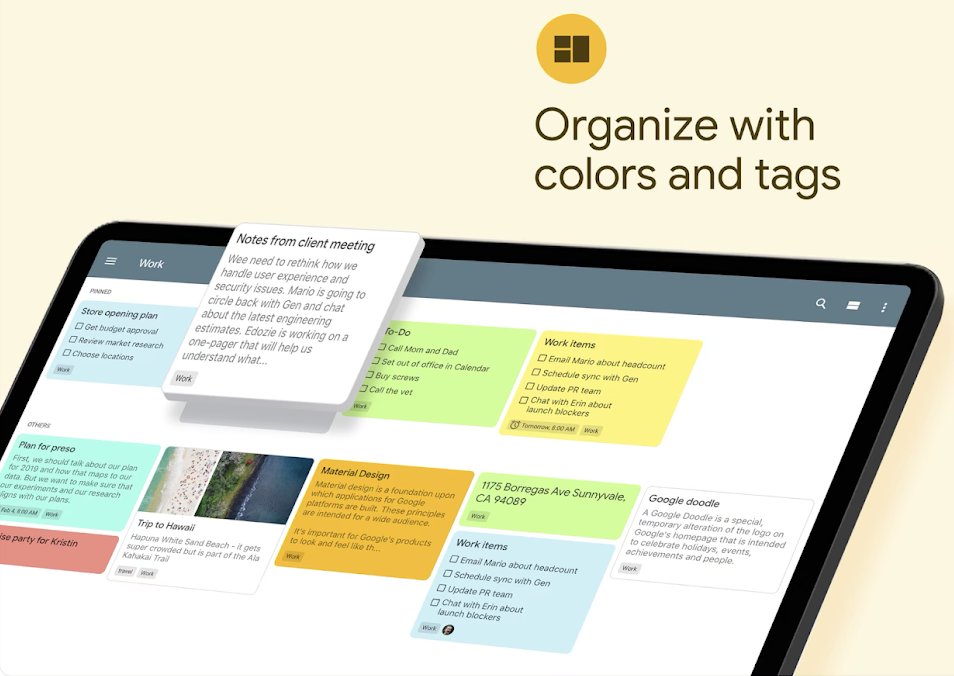 Organize with
colors and tags
Work
PINNED
Store opening plan
Get budget approval
Review market research
Choose locations
Work
Notes from client meeting
Wee need to rethink how we
handle user experience and
security issues. Mario is going to
circle back with Gen and chat
about the latest engineering
estimates. Edozie is working on a
one-pager that will help us
understand what...
Work
To-Do
Call Mom and Dad
Set out of office in Calendar
Buy screws
Call the vet
Work
Work items
Email Mario about headcount
Schedule sync with Gen
Update PR team
Chat with Erin about
launch blockers
Tomorrow, 8:00 AM
Work
OTHERS
Plan for preso
First, we should talk about our plan
for 2019 and how that maps to our
data. But we want to make sure that
our experiments and our research
ligns with our plans.
Feb 4, 8:00 AM
Work
ise party for Kristin
Trip to Hawaii
Hapuna White Sand Beach - it gets
super crowded but is part of the Ala
Kahakai Trail
travel
Work
Material Design
Material design is a foundation upon
which applications for Google
platforms are built. These principles
are intended for a wide audience.
It's important for Google's products
to look and feel like th...
Work
1175 Borregas Ave Sunnyvale,
CA 94089
Work
Work items
Email Mario about headcount
Schedule sync with Gen
Update PR team
Chat with Erin about
launch blockers
Work
Google doodle
A Google Doodle is a special,
temporary alteration of the logo on
Google's homepage that is intended
to celebrate holidays, events,
achievements and people.
Work